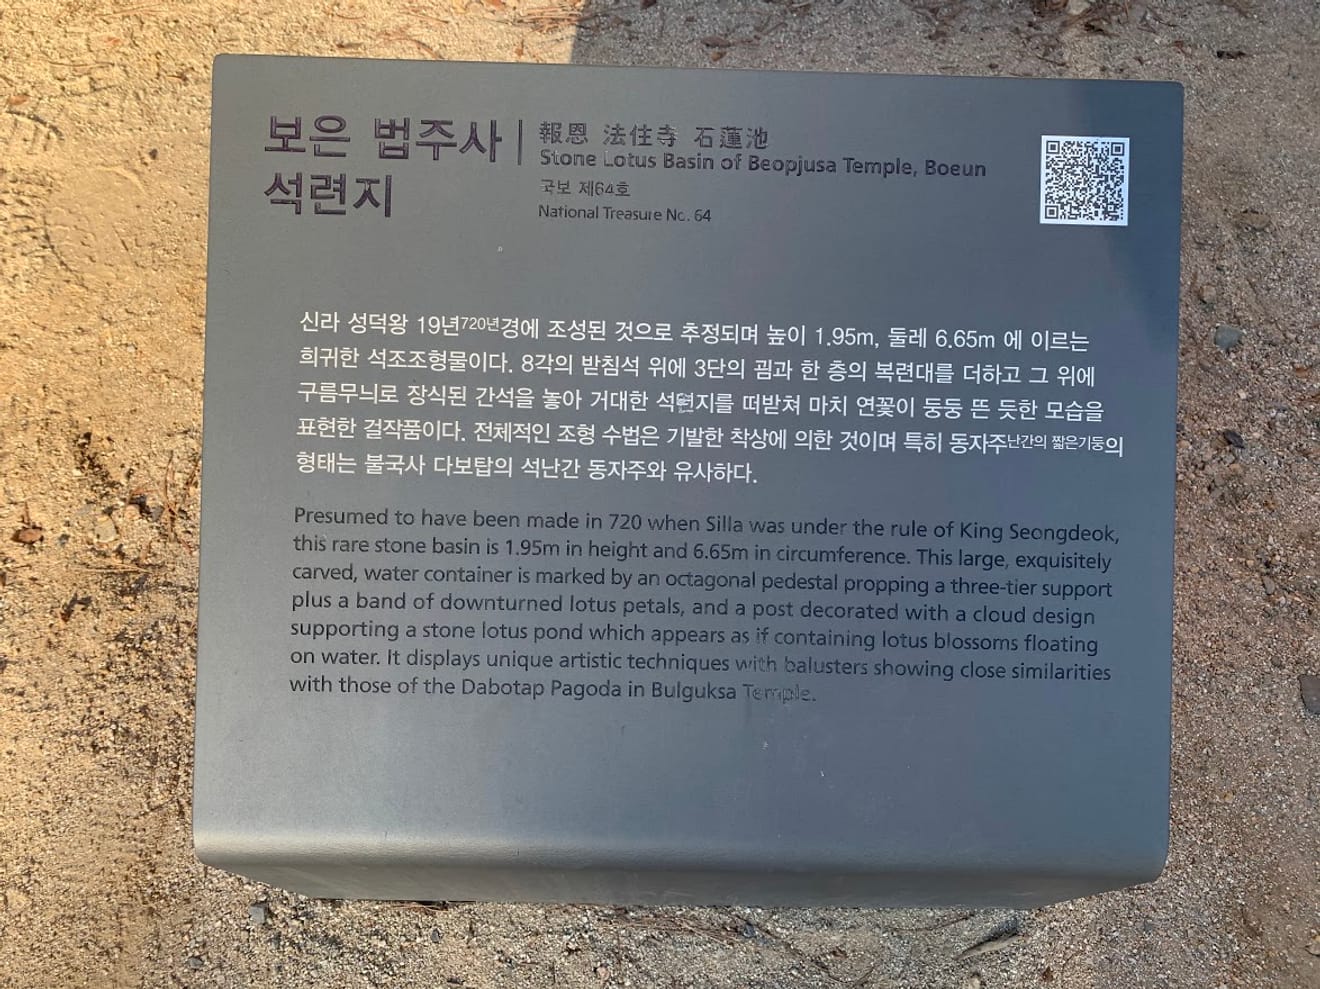 보은 법주사
석련지
報恩 法住寺 石蓮池
Stone Lotus Basin of Beopjusa Temple, Boeun
국보 제64호
National Treasure No. 64
신라 성덕왕 19년720년경에 조성된 것으로 추정되며 높이 1.95m, 둘레 6.65m 에 이르는
희귀한 석조조형물이다. 8각의 받침석 위에 3단의 굄과 한 층의 복련대를 더하고 그 위에
구름무늬로 장식된 간석을 놓아 거대한 석련지를 떠받쳐 마치 연꽃이 둥둥 뜬 듯한 모습을
표현한 걸작품이다. 전체적인 조형 수법은 기발한 착상에 의한 것이며 특히 동자주난간의 짧은기둥의
형태는 불국사 다보탑의 석난간 동자주와 유사하다.
Presumed to have been made in 720 when Silla was under the rule of King Seongdeok,
this rare stone basin is 1.95m in height and 6.65m in circumference. This large, exquisitely
carved, water container is marked by an octagonal pedestal propping a three-tier support
plus a band of downturned lotus petals, and a post decorated with a cloud design
supporting a stone lotus pond which appears as if containing lotus blossoms floating
on water. It displays unique artistic techniques with balusters showing close similarities
with those of the Dabotap Pagoda in Bulguksa Temple.